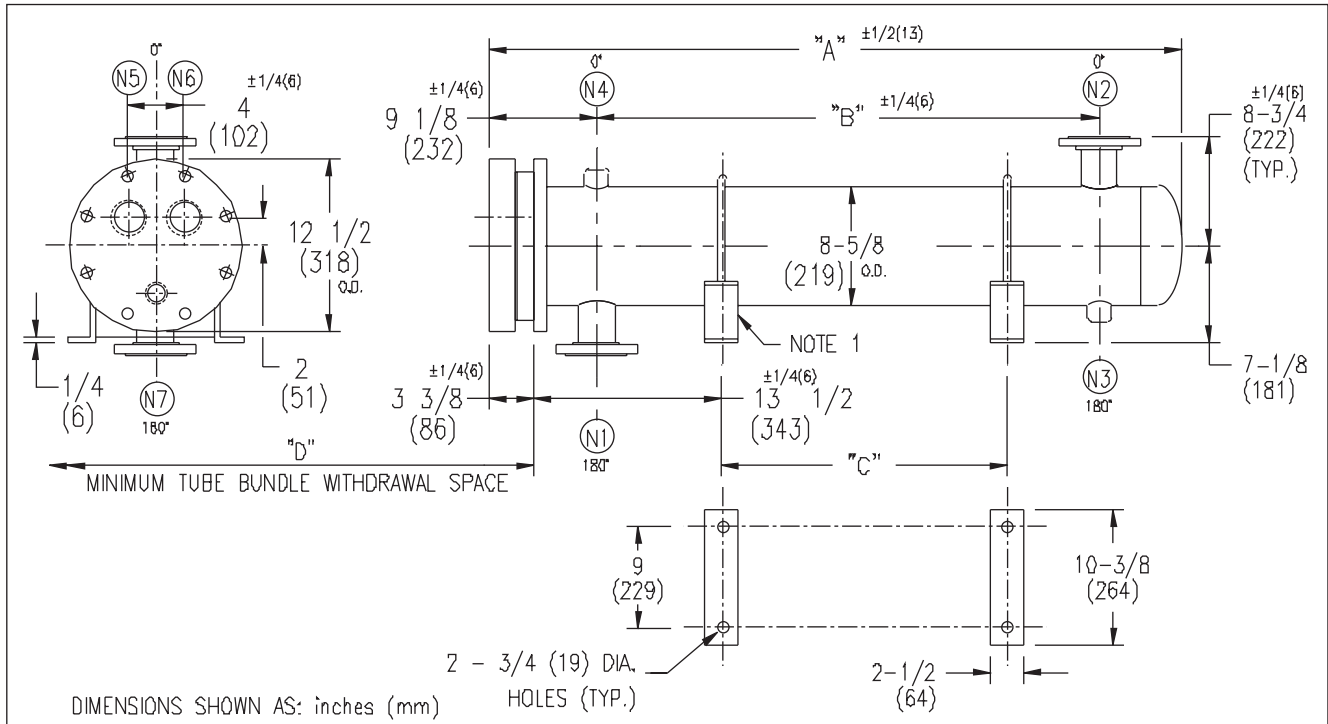 0°
N5
N6
±1/4(6)
4
(102)
12 1/2
(318)
O.D.
1/4
(6)
2
(51)
N7
180°
"A"
±1/2(13)
0°
N4
0°
N2
±1/4(6)
9 1/8
(232)
"B"
±1/4(6)
±1/4(6)
8-3/4
(222)
(TYP.)
8-5/8
(219)
O.D.
NOTE 1
7-1/8
(181)
N3
180°
±1/4(6)
3 3/8
(86)
±1/4(6)
13 1/2
(343)
N1
180°
"D"
MINIMUM TUBE BUNDLE WITHDRAWAL SPACE
"C"
9
(229)
10-3/8
(264)
2 - 3/4 (19) DIA.
HOLES (TYP.)
2-1/2
(64)
DIMENSIONS SHOWN AS: inches (mm)